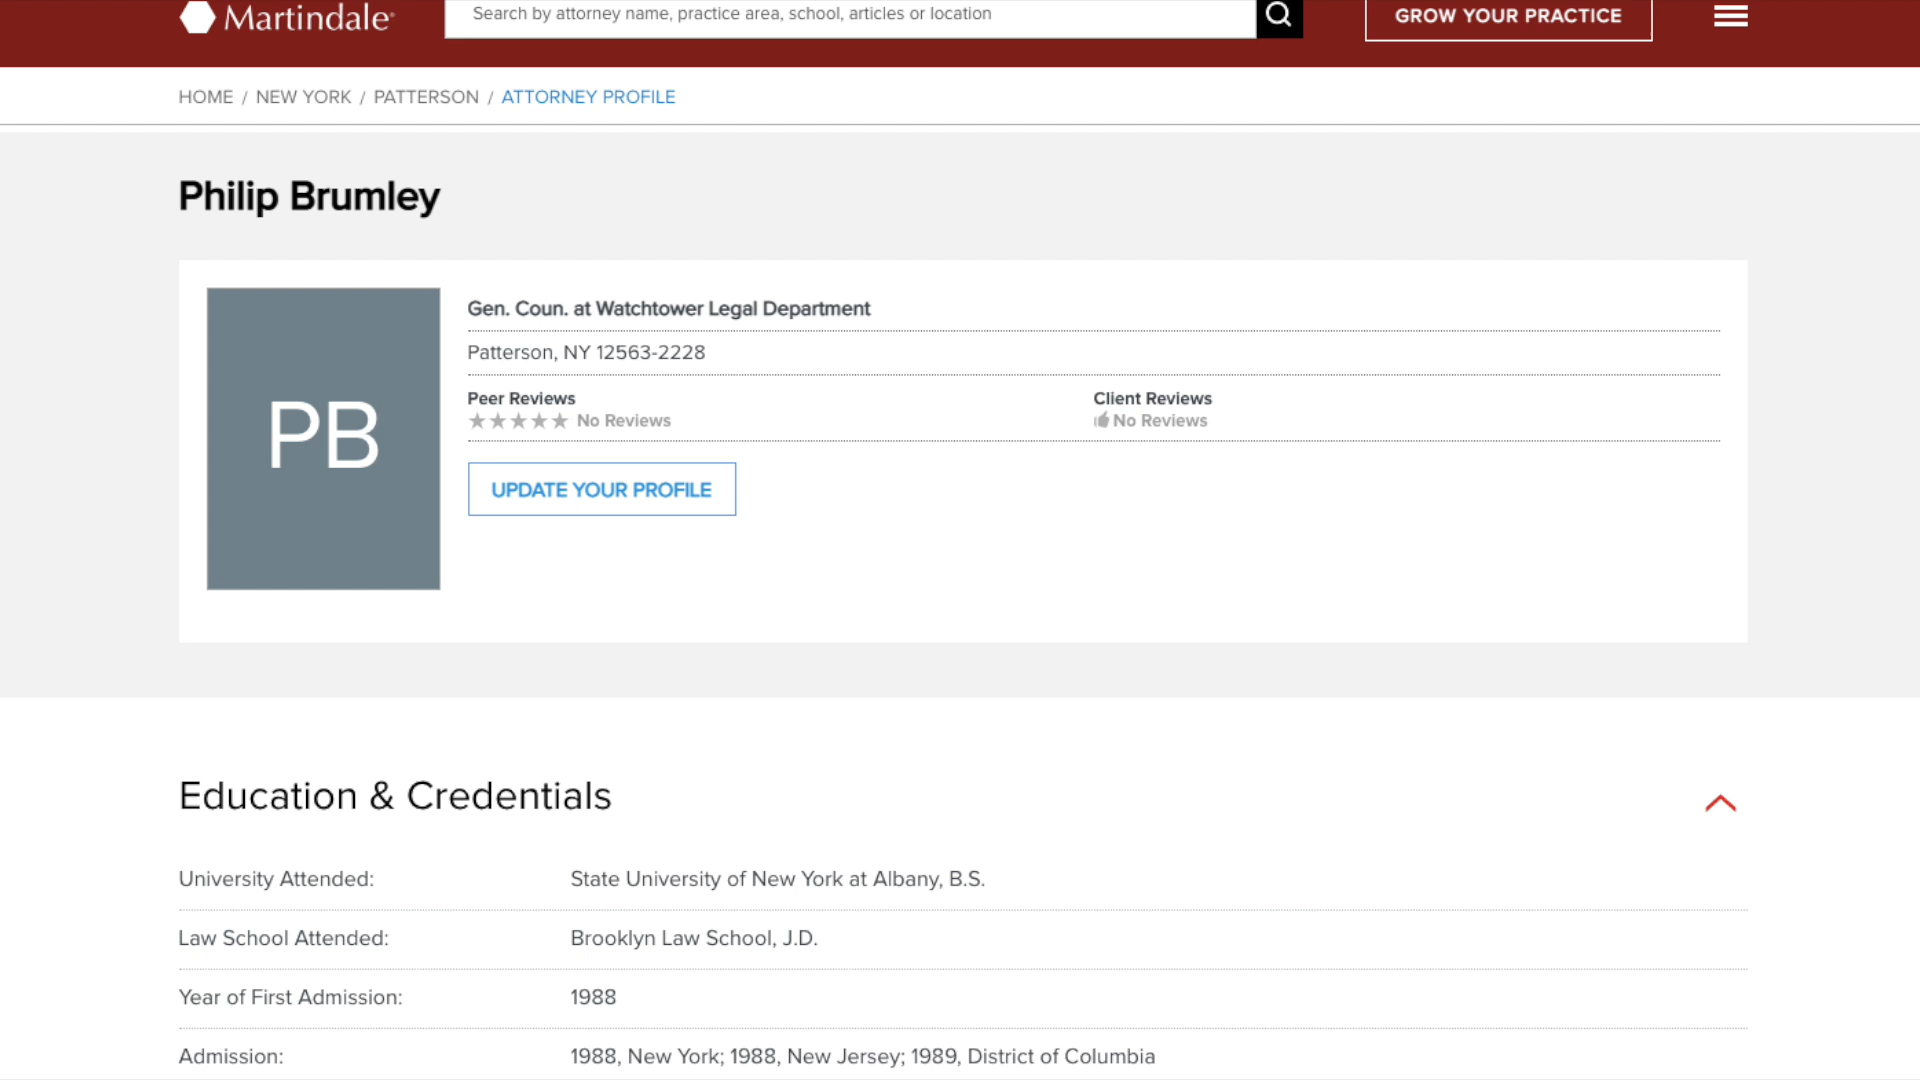 Martindale
Search by attorney name, practice area, school, articles or location
GROW YOUR PRACTICE
HOME / NEW YORK / PATTERSON / ATTORNEY PROFILE
Philip Brumley
PB
Gen. Coun. at Watchtower Legal Department
Patterson, NY 12563-2228
Peer Reviews
No Reviews
Client Reviews
No Reviews
UPDATE YOUR PROFILE
Education & Credentials
University Attended: State University of New York at Albany, B.S.
Law School Attended: Brooklyn Law School, J.D.
Year of First Admission: 1988
Admission: 1988, New York; 1988, New Jersey; 1989, District of Columbia